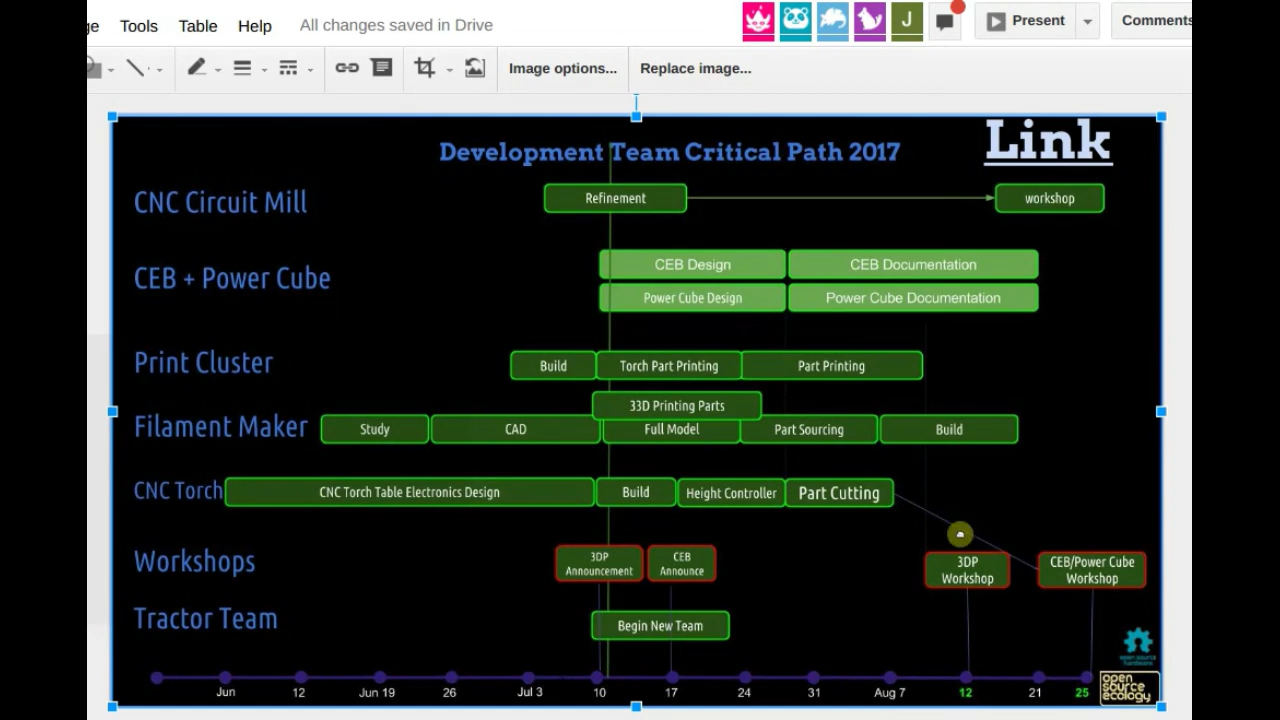 ge Tools Table Help All changes saved in Drive J Present Comments
Image options... Replace image...
Link
Development Team Critical Path 2017
CNC Circuit Mill Refinement workshop
CEB + Power Cube
CEB Design CEB Documentation
Power Cube Design Power Cube Documentation
Print Cluster Build Torch Part Printing Part Printing
33D Printing Parts
Filament Maker Study CAD Full Model Part Sourcing Build
CNC Torch CNC Torch Table Electronics Design Build Height Controller Part Cutting
Workshops
3DP Announcement
CEB Announce
3DP Workshop
CEB/Power Cube Workshop
Tractor Team Begin New Team
Jun 12 Jun 19 26 Jul 3 10 17 24 31 Aug 7 12 21 25
open source hardware
open source ecology